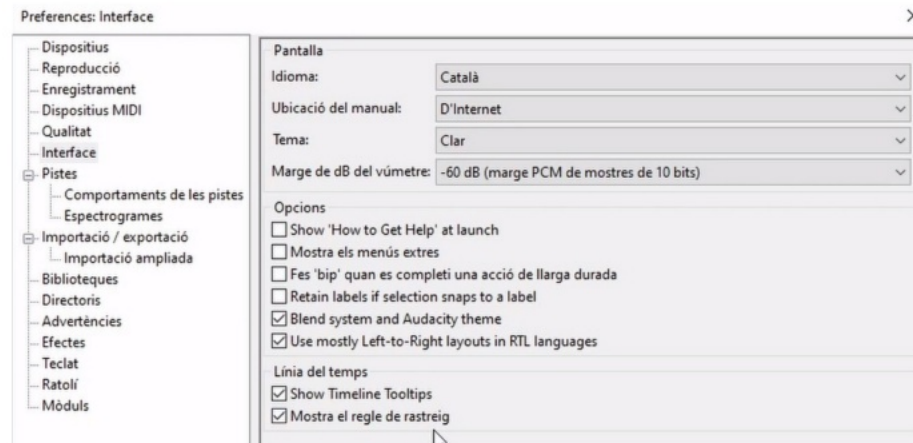 Preferences: Interface
Dispositius
Reproducció
Enregistrament
Dispositius MIDI
Qualitat
Interface
Pistes
Comportaments de les pistes
Espectrogrames
Importació / exportació
Importació ampliada
Biblioteques
Directoris
Advertències
Efectes
Teclat
Ratolí
Mòduls
Pantalla
Idioma: Català
Ubicació del manual: D'Internet
Tema: Clar
Marge de dB del vúmetre: -60 dB (marge PCM de mostres de 10 bits)
Opcions
Show 'How to Get Help' at launch
Mostra els menús extres
Fes 'bip' quan es completi una acció de llarga durada
Retain labels if selection snaps to a label
Blend system and Audacity theme
Use mostly Left-to-Right layouts in RTL languages
Línia del temps
Show Timeline Tooltips
Mostra el regle de rastreig